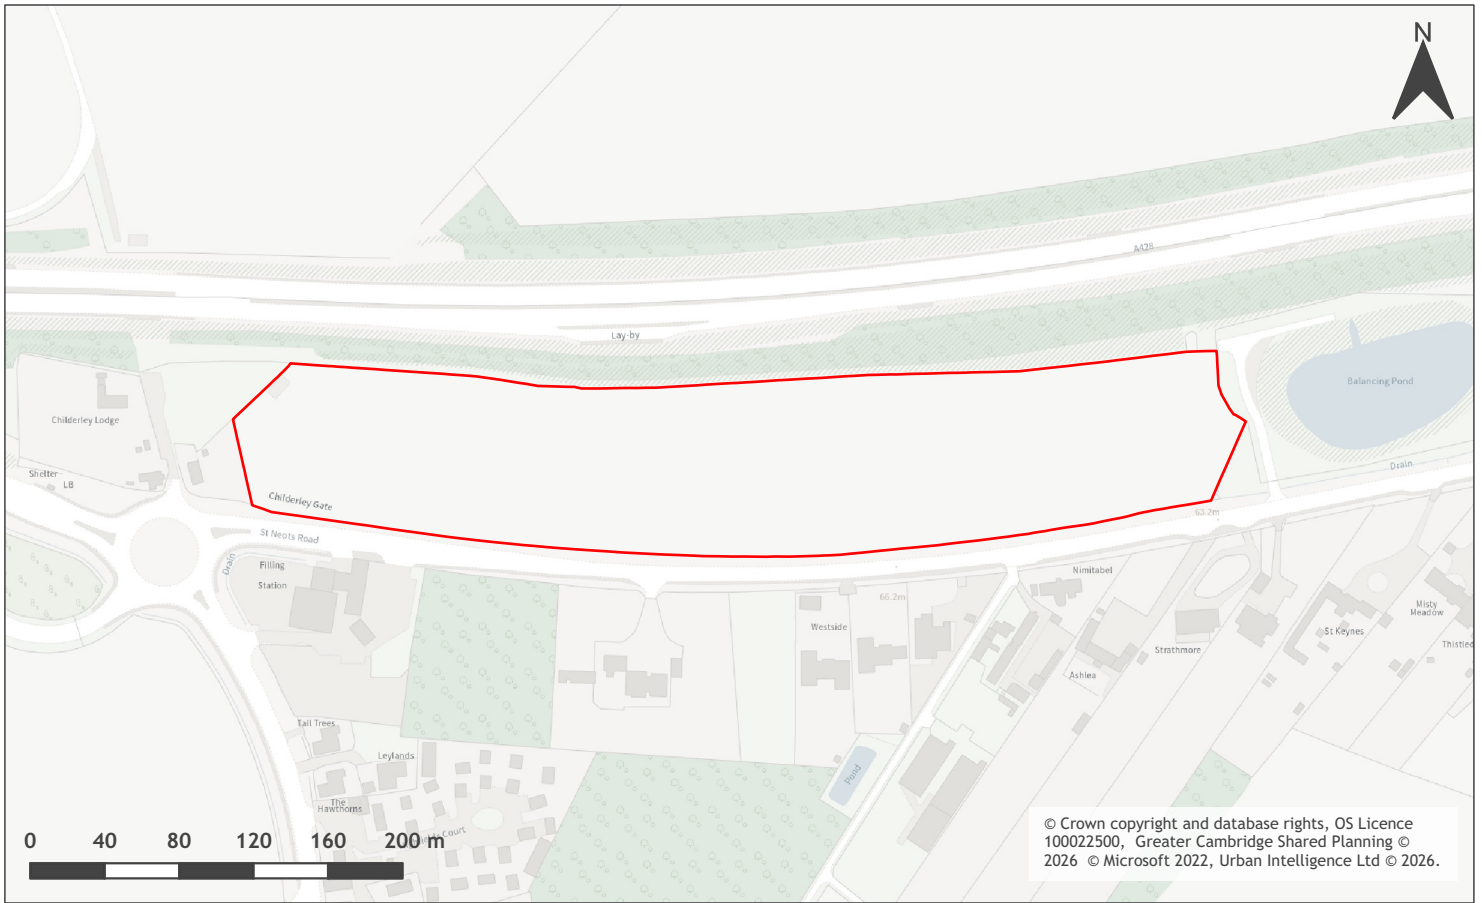 N
A428
Lay-by
Childerley Lodge
Balancing Pond
Shelter
LB
Drain
Childerley Gate
63.2m
St Neots Road
Drain
Filling
Station
Nimitabel
66.2m
Misty
Meadow
Westside
St Keynes
Strathmore
Thistled
Ashlea
Tall Trees
Leylands
Pond
The
Hawthorns
Court
0 40 80 120 160 200 m
© Crown copyright and database rights, OS Licence
100022500, Greater Cambridge Shared Planning ©
2026 © Microsoft 2022, Urban Intelligence Ltd © 2026.